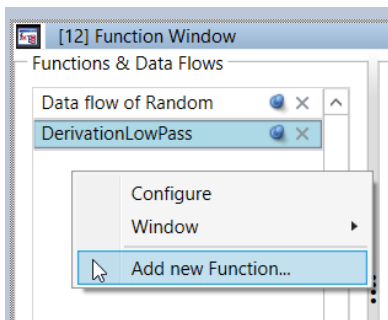 [12] Function Window
Functions & Data Flows
Data flow of Random
DerivationLowPass
Configure
Window
Add new Function...